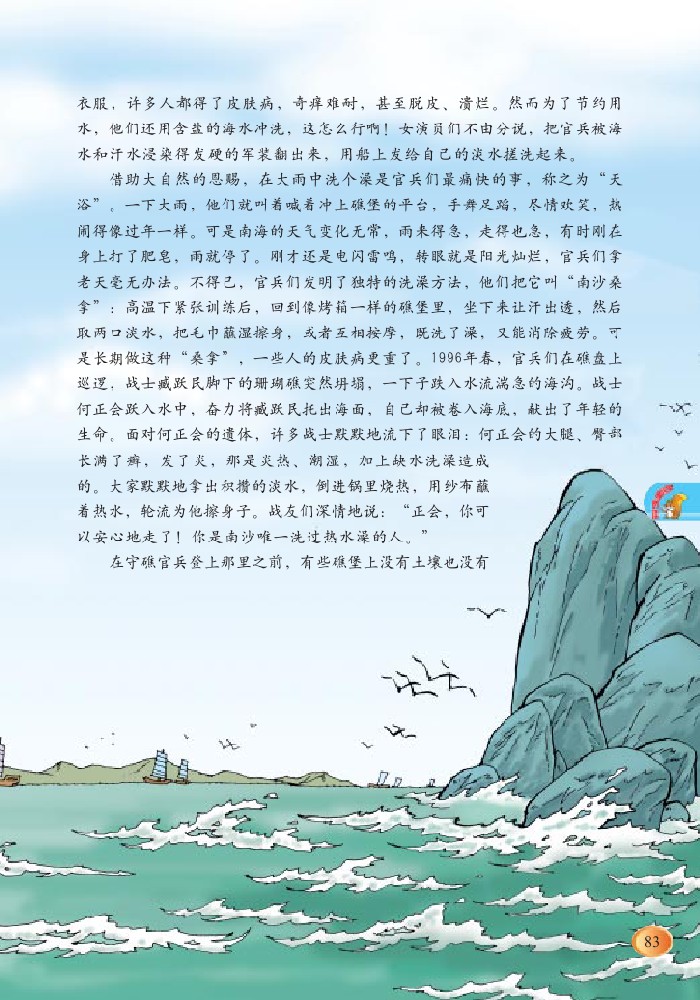 衣服，许多人都得了皮肤病，奇痒难耐，甚至脱皮、溃烂。然而为了节约用
水，他们还用含盐的海水冲洗，这怎么行啊！女演员们不由分说，把官兵被海
水和汗水浸染得发硬的军装翻出来，用船上发给自己的淡水搓洗起来。
借助大自然的恩赐，在大雨中洗个澡是官兵们最痛快的事，称之为“天
浴”。一下大雨，他们就叫着喊着冲上礁堡的平台，手舞足蹈，尽情欢笑，热
闹得像过年一样。可是南海的天气变化无常，雨来得急，走得也急，有时刚在
身上打了肥皂，雨就停了。刚才还是电闪雷鸣，转眼就是阳光灿烂，官兵们拿
老天毫无办法。不得已，官兵们发明了独特的洗澡方法，他们把它叫“南沙桑
拿”：高温下紧张训练后，回到像烤箱一样的礁堡里，坐下来让汗出透，然后
取两口淡水，把毛巾蘸湿擦身，或者互相按摩，既洗了澡，又能消除疲劳。可
是长期做这种“桑拿”，一些人的皮肤病更重了。1996年春，官兵们在礁盘上
巡逻，战士臧跃民脚下的珊瑚礁突然坍塌，一下子跌入水流湍急的海沟。战士
何正会跃入水中，奋力将臧跃民托出海面，自己却被卷入海底，献出了年轻的
生命。面对何正会的遗体，许多战士默默地流下了眼泪：何正会的大腿、臀部
长满了癣，发了炎，那是炎热、潮湿，加上缺水洗澡造成
的。大家默默地拿出积攒的淡水，倒进锅里烧热，用纱布蘸
着热水，轮流为他擦身子。战友们深情地说：“正会，你可
以安心地走了！你是南沙唯一洗过热水澡的人。”
在守礁官兵登上那里之前，有些礁堡上没有土壤也没有
83